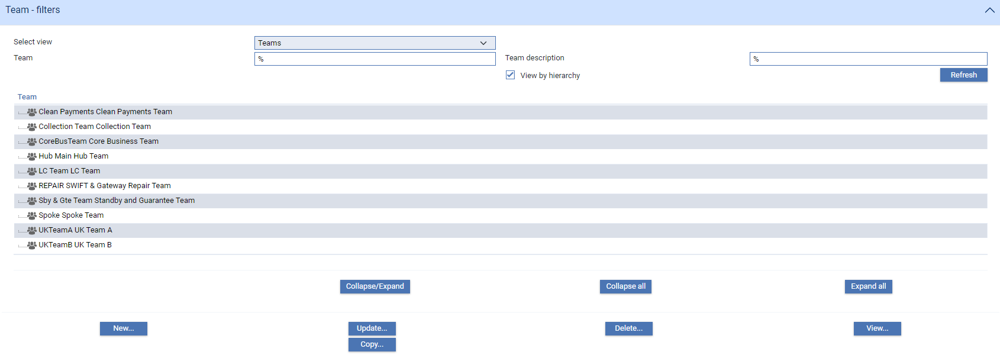 Team - filters
Select view Teams
Team % Team description %
View by hierarchy Refresh
Team
Clean Payments Clean Payments Team
Collection Team Collection Team
CoreBusTeam Core Business Team
Hub Main Hub Team
LC Team LC Team
REPAIR SWIFT & Gateway Repair Team
Sby & Gte Team Standby and Guarantee Team
Spoke Spoke Team
UKTeamA UK Team A
UKTeamB UK Team B
Collapse/Expand Collapse all Expand all
New... Update... Delete... View...
Copy...